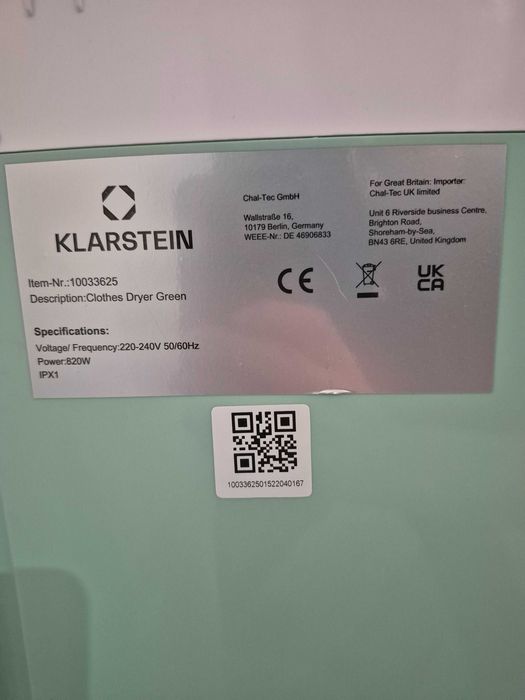 KLARSTEIN
Item-Nr.:10033625
Description:Clothes Dryer Green
Specifications:
Voltage/ Frequency:220-240V 50/60Hz
Power:820W
IPX1
Chal-Tec GmbH
Wallstraße 16,
10179 Berlin, Germany
WEEE-Nr.: DE 46906833
For Great Britain: Importer:
Chal-Tec UK limited
Unit 6 Riverside business Centre,
Brighton Road,
Shoreham-by-Sea,
BN43 6RE, United Kingdom
CE
UK
CA
1003362501522040167